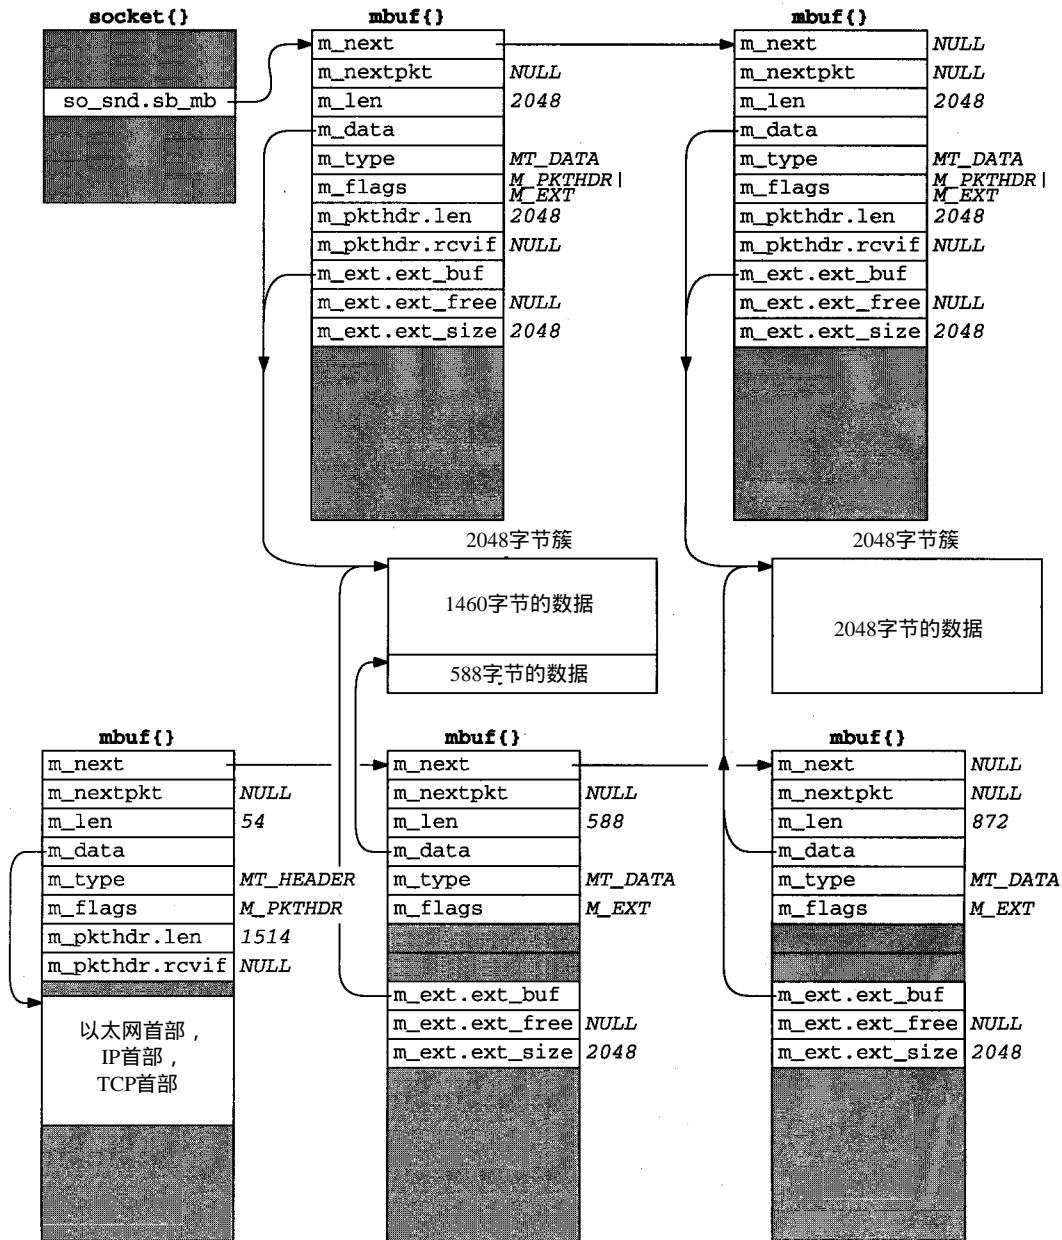 socket{}
so_snd.sb_mb
mbuf{}
m_next
m_nextpkt NULL
m_len 2048
m_data
m_type MT_DATA
m_flags M_PKTHDR|
M_EXT
m_pkthdr.len 2048
m_pkthdr.rcvif NULL
m_ext.ext_buf
m_ext.ext_free NULL
m_ext.ext_size 2048
mbuf{}
m_next NULL
m_nextpkt NULL
m_len 2048
m_data
m_type MT_DATA
m_flags M_PKTHDR|
M_EXT
m_pkthdr.len 2048
m_pkthdr.rcvif NULL
m_ext.ext_buf
m_ext.ext_free NULL
m_ext.ext_size 2048
2048字节簇
1460字节的数据
588字节的数据
2048字节簇
2048字节的数据
mbuf{}
m_next
m_nextpkt NULL
m_len 54
m_data
m_type MT_HEADER
m_flags M_PKTHDR
m_pkthdr.len 1514
m_pkthdr.rcvif NULL
以太网首部，
IP首部，
TCP首部
mbuf{}
m_next
m_nextpkt NULL
m_len 588
m_data
m_type MT_DATA
m_flags M_EXT
m_ext.ext_buf
m_ext.ext_free NULL
m_ext.ext_size 2048
mbuf{}
m_next NULL
m_nextpkt NULL
m_len 872
m_data
m_type MT_DATA
m_flags M_EXT
m_ext.ext_buf
m_ext.ext_free NULL
m_ext.ext_size 2048